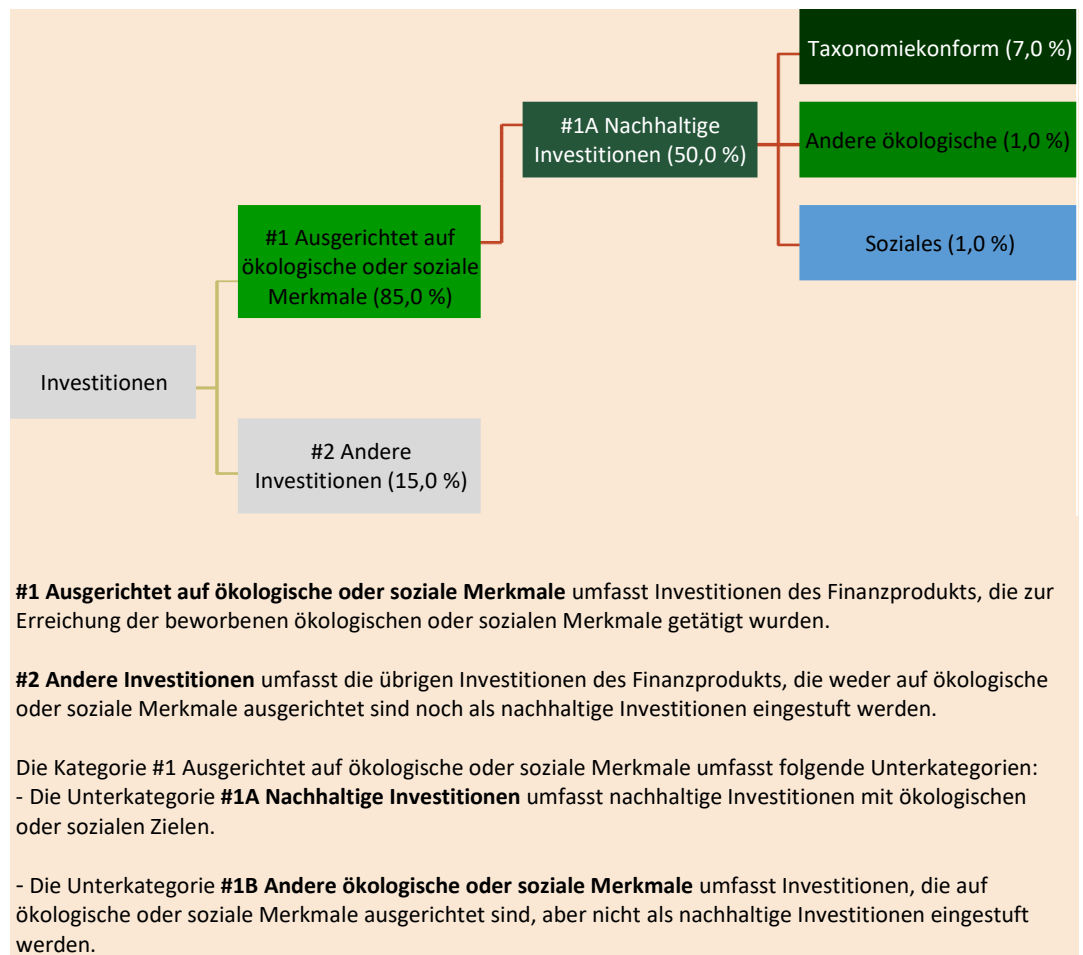 Taxonomiekonform (7,0 %)
#1A Nachhaltige
Investitionen (50,0 %)
Andere ökologische (1,0 %)
#1 Ausgerichtet auf
ökologische oder soziale
Merkmale (85,0 %)
Soziales (1,0 %)
Investitionen
#2 Andere
Investitionen (15,0 %)
#1 Ausgerichtet auf ökologische oder soziale Merkmale umfasst Investitionen des Finanzprodukts, die zur
Erreichung der beworbenen ökologischen oder sozialen Merkmale getätigt wurden.
#2 Andere Investitionen umfasst die übrigen Investitionen des Finanzprodukts, die weder auf ökologische
oder soziale Merkmale ausgerichtet sind noch als nachhaltige Investitionen eingestuft werden.
Die Kategorie #1 Ausgerichtet auf ökologische oder soziale Merkmale umfasst folgende Unterkategorien:
- Die Unterkategorie #1A Nachhaltige Investitionen umfasst nachhaltige Investitionen mit ökologischen
oder sozialen Zielen.
- Die Unterkategorie #1B Andere ökologische oder soziale Merkmale umfasst Investitionen, die auf
ökologische oder soziale Merkmale ausgerichtet sind, aber nicht als nachhaltige Investitionen eingestuft
werden.